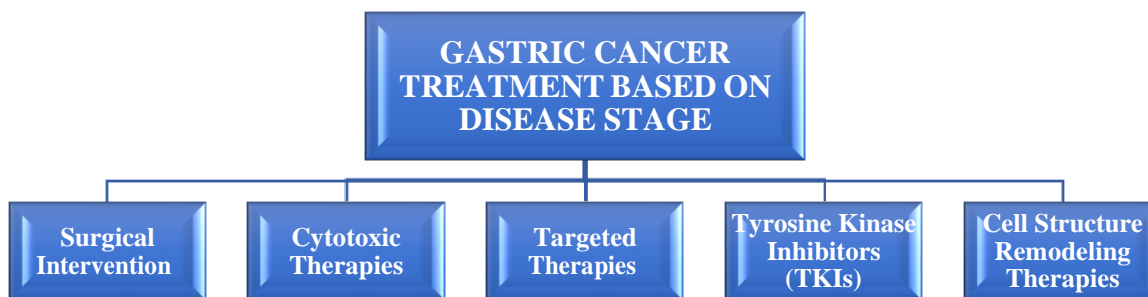 GASTRIC CANCER
TREATMENT BASED ON
DISEASE STAGE
Surgical
Intervention
Cytotoxic
Therapies
Targeted
Therapies
Tyrosine Kinase
Inhibitors
(TKIs)
Cell Structure
Remodeling
Therapies